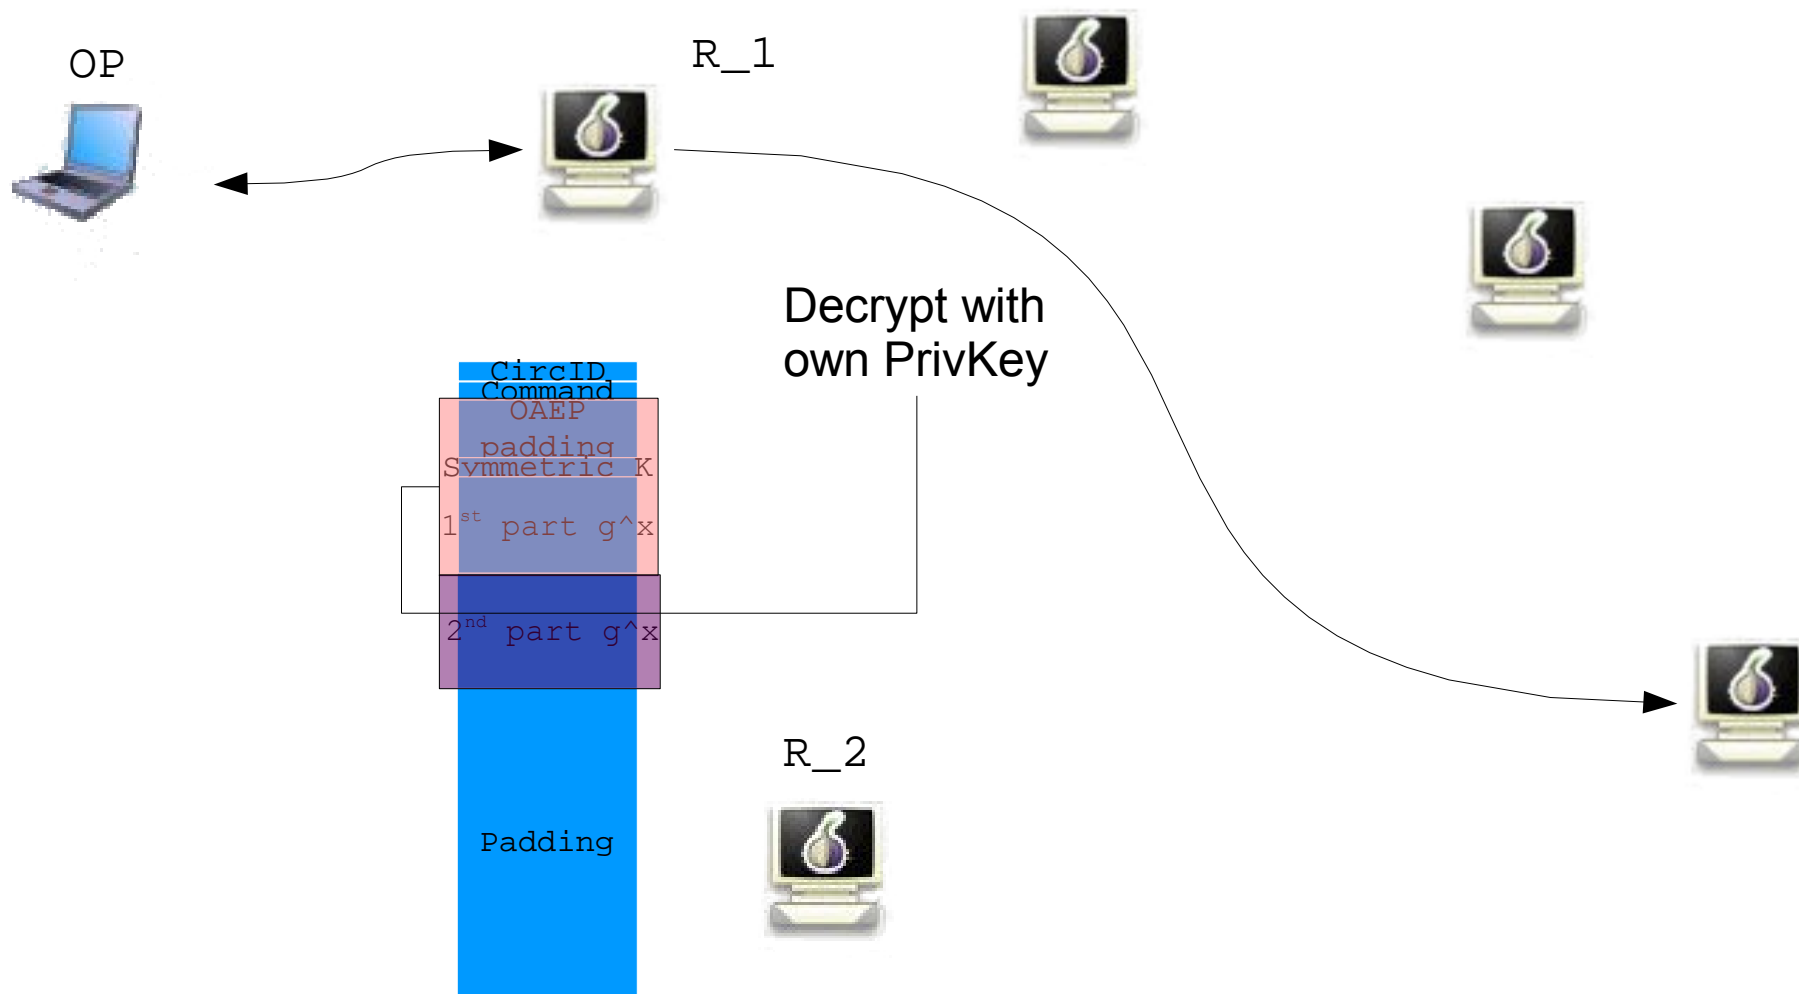 OP
R_1
Decrypt with
own PrivKey
CircID
Command
OAEP
padding
Symmetric K
1st part g^x
2nd part g^x
R_2
Padding